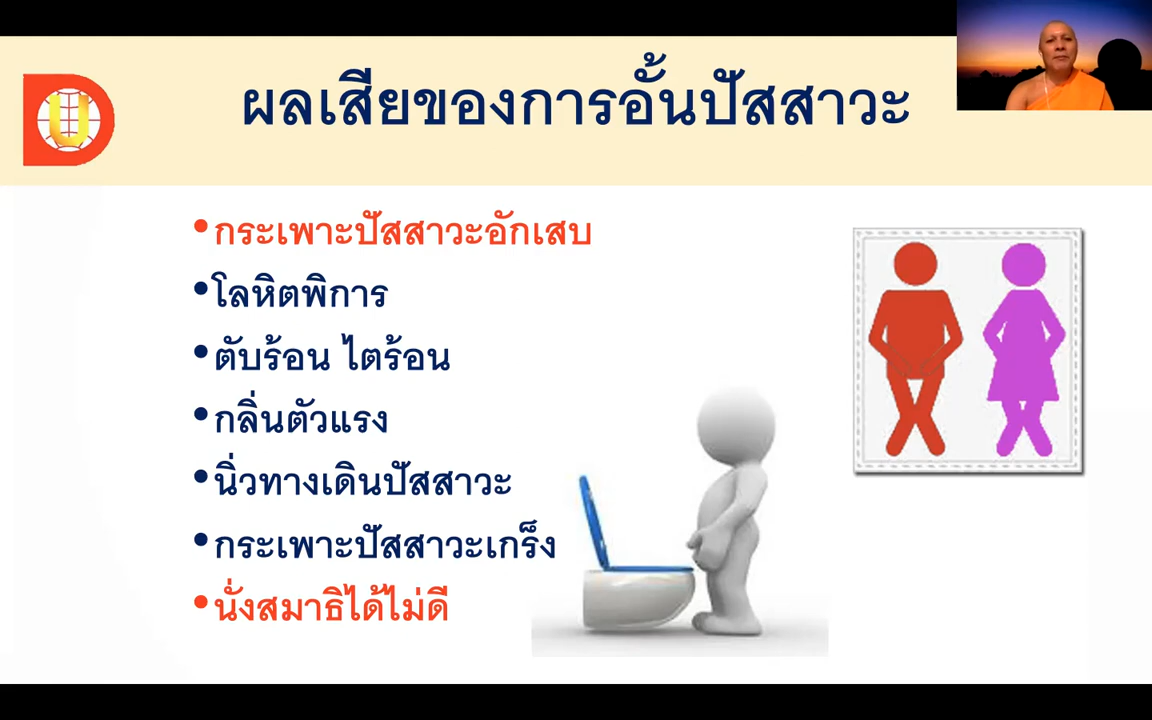 ผลเสียของการอั้นปัสสาวะ
•กระเพาะปัสสาวะอักเสบ
•โลหิตพิการ
•ตับร้อน ไตร้อน
•กลิ่นตัวแรง
•นิ่วทางเดินปัสสาวะ
•กระเพาะปัสสาวะเกร็ง
•นั่งสมาธิได้ไม่ดี